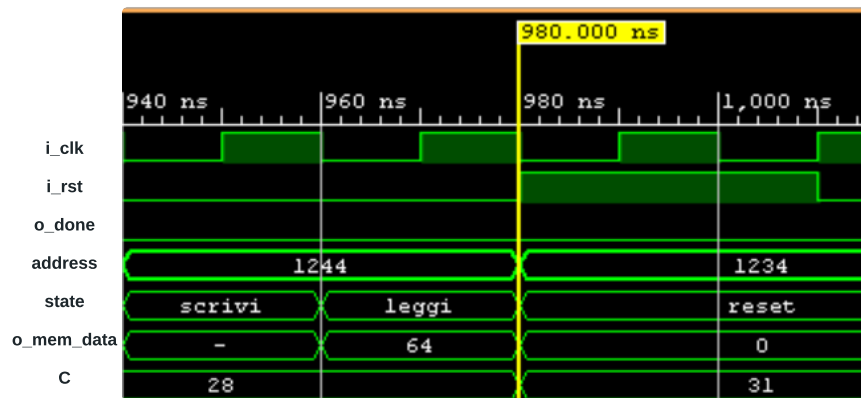 980.000 ns
940 ns 960 ns 980 ns 1,000 ns
i_clk
i_rst
o_done
address 1244 1234
state scrivi leggi reset
o_mem_data - 64 0
C 28 31